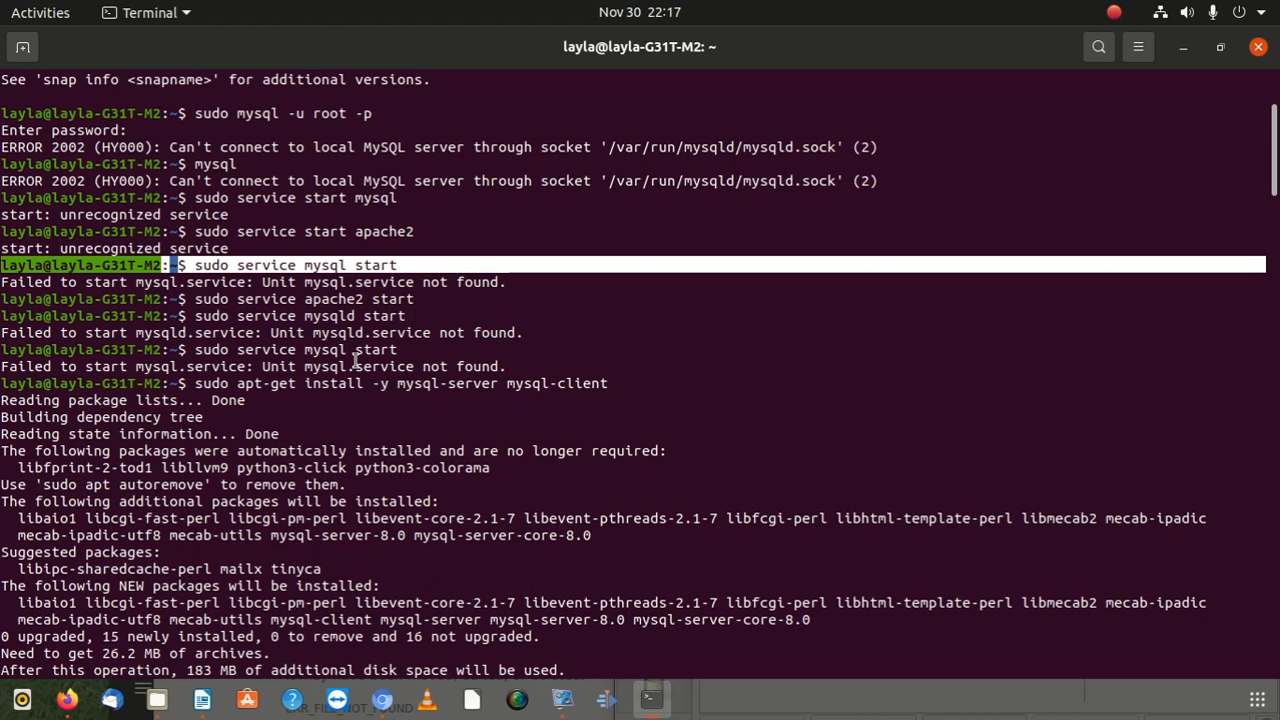 Activities
Terminal
Nov 30 22:17
layla@layla-G31T-M2: ~
See 'snap info <snapname>' for additional versions.
layla@layla-G31T-M2:~$ sudo mysql -u root -p
Enter password:
ERROR 2002 (HY000): Can't connect to local MySQL server through socket '/var/run/mysqld/mysqld.sock' (2)
layla@layla-G31T-M2:~$ mysql
ERROR 2002 (HY000): Can't connect to local MySQL server through socket '/var/run/mysqld/mysqld.sock' (2)
layla@layla-G31T-M2:~$ sudo service start mysql
start: unrecognized service
layla@layla-G31T-M2:~$ sudo service start apache2
start: unrecognized service
layla@layla-G31T-M2:~$ sudo service mysql start
Failed to start mysql.service: Unit mysql.service not found.
layla@layla-G31T-M2:~$ sudo service apache2 start
layla@layla-G31T-M2:~$ sudo service mysqld start
Failed to start mysqld.service: Unit mysqld.service not found.
layla@layla-G31T-M2:~$ sudo service mysql start
Failed to start mysql.service: Unit mysql.service not found.
layla@layla-G31T-M2:~$ sudo apt-get install -y mysql-server mysql-client
Reading package lists... Done
Building dependency tree
Reading state information... Done
The following packages were automatically installed and are no longer required:
libfprint-2-tod1 libllvm9 python3-click python3-colorama
Use 'sudo apt autoremove' to remove them.
The following additional packages will be installed:
libaio1 libcgi-fast-perl libcgi-pm-perl libevent-core-2.1-7 libevent-pthreads-2.1-7 libfcgi-perl libhtml-template-perl libmecab2 mecab-ipadic
mecab-ipadic-utf8 mecab-utils mysql-server-8.0 mysql-server-core-8.0
Suggested packages:
libipc-sharedcache-perl mailx tinyca
The following NEW packages will be installed:
libaio1 libcgi-fast-perl libcgi-pm-perl libevent-core-2.1-7 libevent-pthreads-2.1-7 libfcgi-perl libhtml-template-perl libmecab2 mecab-ipadic
mecab-ipadic-utf8 mecab-utils mysql-client mysql-server mysql-server-8.0 mysql-server-core-8.0
0 upgraded, 15 newly installed, 0 to remove and 16 not upgraded.
Need to get 26.2 MB of archives.
After this operation, 183 MB of additional disk space will be used.
ERR_FILE_NOT_FOUND